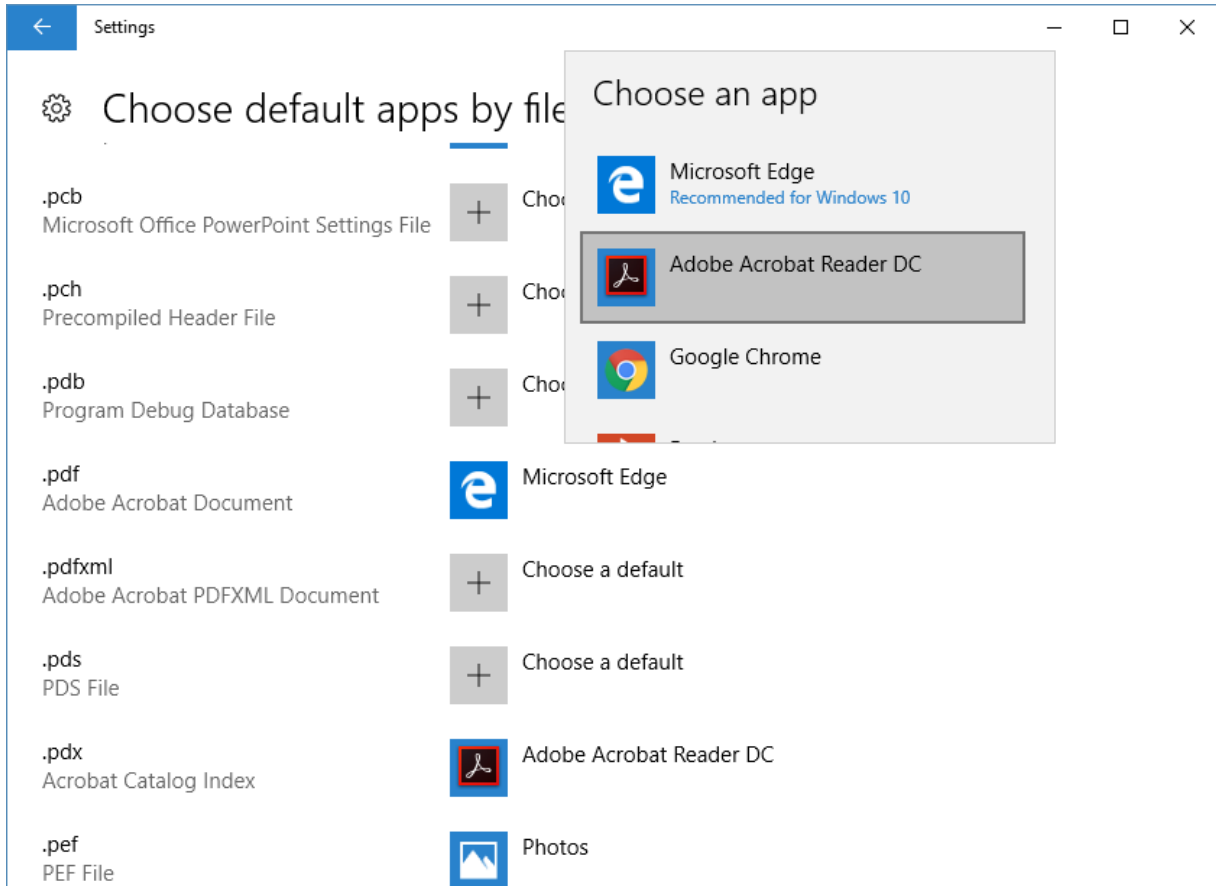 Settings
Choose default apps by file
.pcb
Microsoft Office PowerPoint Settings File
.pch
Precompiled Header File
.pdb
Program Debug Database
.pdf
Adobe Acrobat Document
Microsoft Edge
.pdfxml
Adobe Acrobat PDFXML Document
Choose a default
.pds
PDS File
Choose a default
.pdx
Acrobat Catalog Index
Adobe Acrobat Reader DC
.pef
PEF File
Photos
Choose an app
Microsoft Edge
Recommended for Windows 10
Adobe Acrobat Reader DC
Google Chrome